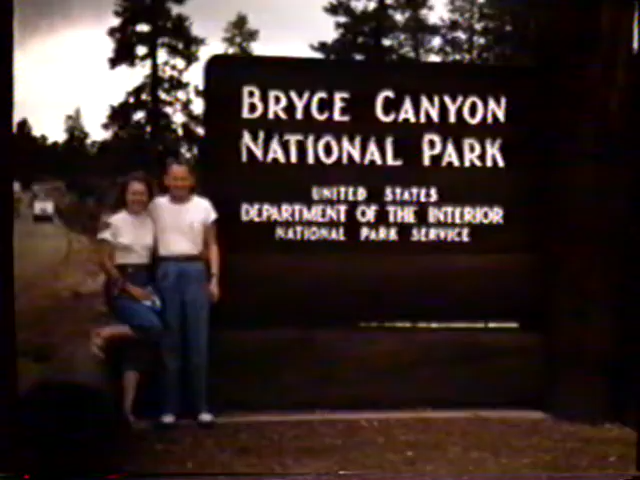 BRYCE CANYON
NATIONAL PARK
UNITED STATES
DEPARTMENT OF THE INTERIOR
NATIONAL PARK SERVICE